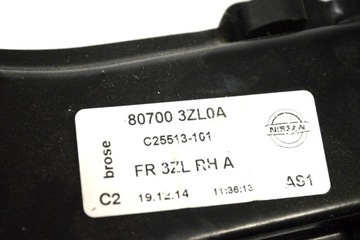 80700 3ZL0A
C25513-101
NISSAN
brose
FR 3ZL RH A
C2 19.12.14 11:36:13 AS1